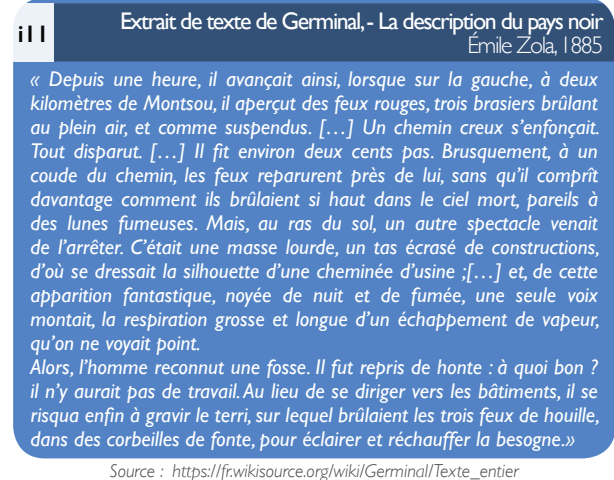 ill
Extrait de texte de Germinal,- La description du pays noir
Émile Zola, 1885
« Depuis une heure, il avançait ainsi, lorsque sur la gauche, à deux
kilomètres de Montsou, il aperçut des feux rouges, trois brasiers brûlant
au plein air, et comme suspendus. […] Un chemin creux s’enfonçait.
Tout disparut. […] Il fit environ deux cents pas. Brusquement, à un
coude du chemin, les feux reparurent près de lui, sans qu’il comprît
davantage comment ils brûlaient si haut dans le ciel mort, pareils à
des lunes fumeuses. Mais, au ras du sol, un autre spectacle venait
de l’arrêter. C’était une masse lourde, un tas écrasé de constructions,
d’où se dressait la silhouette d’une cheminée d’usine ;[…] et, de cette
apparition fantastique, noyée de nuit et de fumée, une seule voix
montait, la respiration grosse et longue d’un échappement de vapeur,
qu’on ne voyait point.
Alors, l’homme reconnut une fosse. Il fut repris de honte : à quoi bon ?
il n’y aurait pas de travail. Au lieu de se diriger vers les bâtiments, il se
risqua enfin à gravir le terri, sur lequel brûlaient les trois feux de houille,
dans des corbeilles de fonte, pour éclairer et réchauffer la besogne.»
Source : https://fr.wikisource.org/wiki/Germinal/Texte_entier